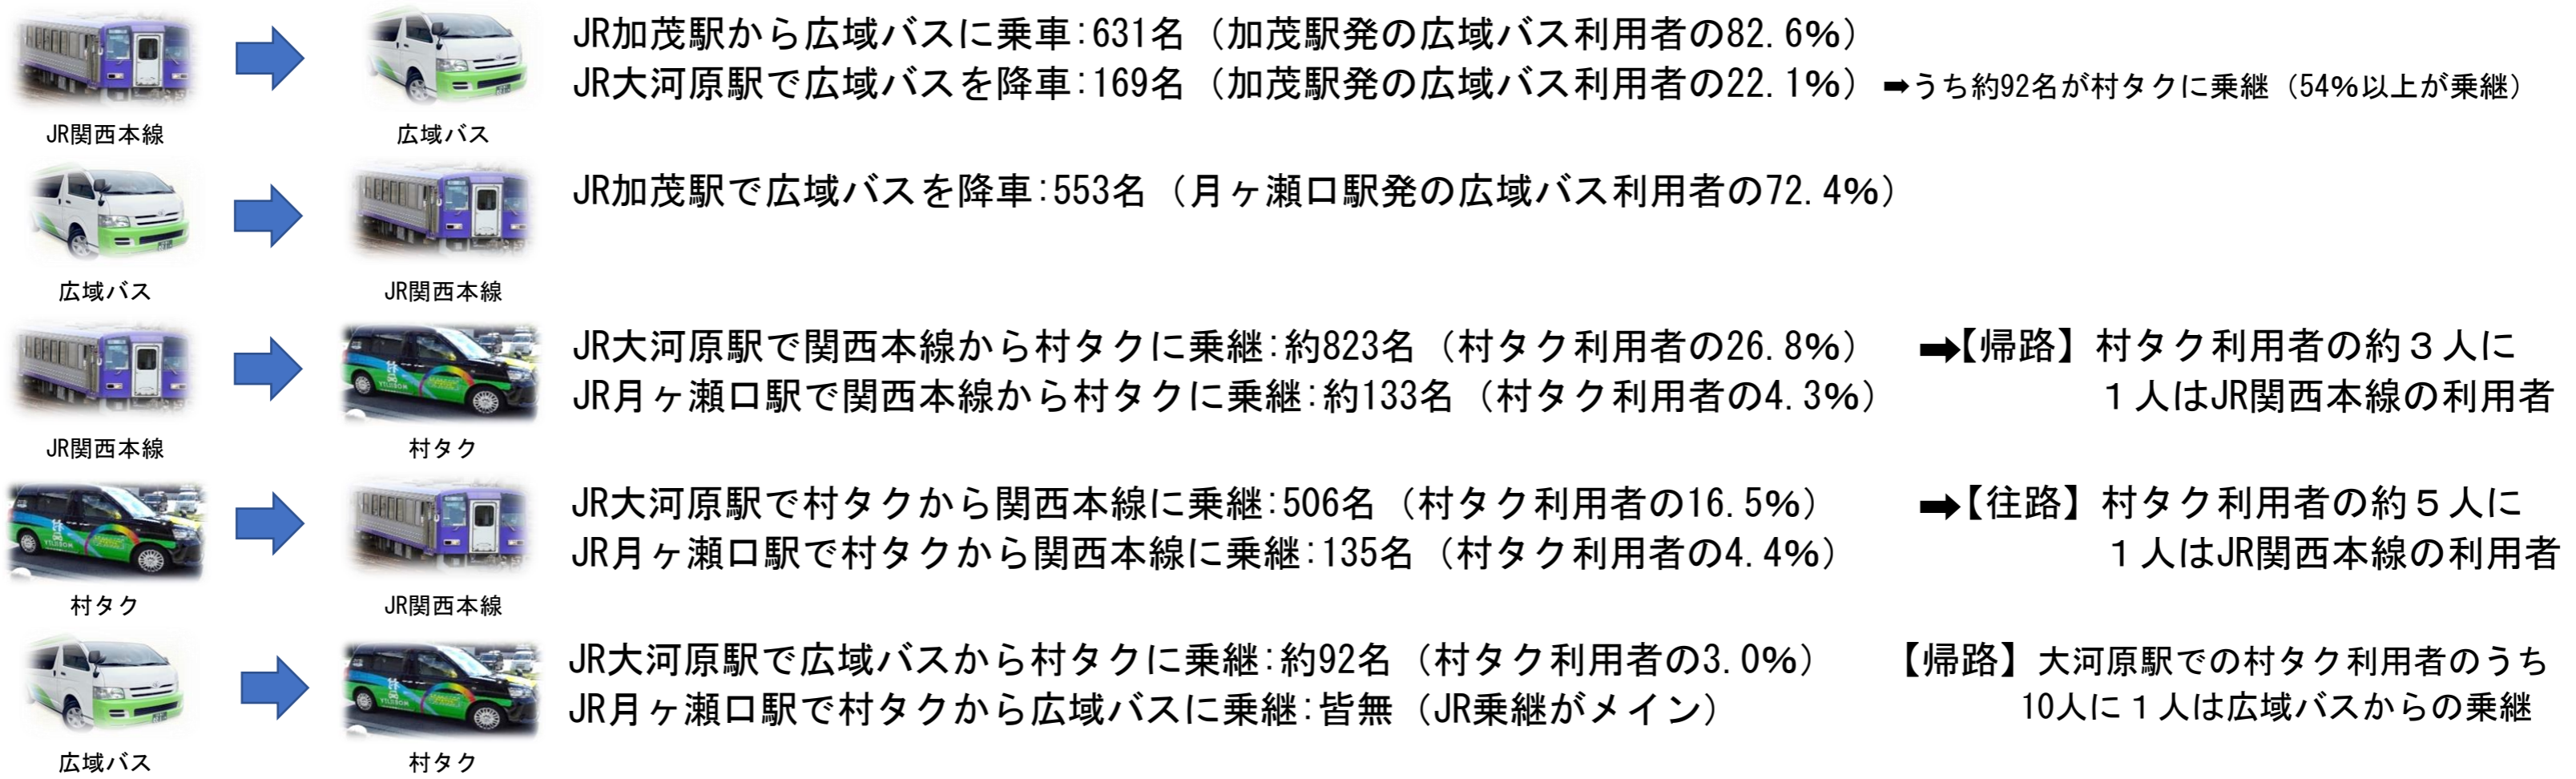 JR加茂駅から広域バスに乗車:631名（加茂駅発の広域バス利用者の82.6%）
JR大河原駅で広域バスを降車:169名（加茂駅発の広域バス利用者の22.1%）➡うち約92名が村タクに乗継（54%以上が乗継）
JR関西本線
広域バス
JR加茂駅で広域バスを降車:553名（月ヶ瀬口駅発の広域バス利用者の72.4%）
広域バス
JR関西本線
JR大河原駅で関西本線から村タクに乗継:約823名（村タク利用者の26.8%）
JR月ヶ瀬口駅で関西本線から村タクに乗継:約133名（村タク利用者の4.3%）
➡【帰路】村タク利用者の約３人に
１人はJR関西本線の利用者
JR関西本線
村タク
JR大河原駅で村タクから関西本線に乗継:506名（村タク利用者の16.5%）
JR月ヶ瀬口駅で村タクから関西本線に乗継:135名（村タク利用者の4.4%）
➡【往路】村タク利用者の約５人に
１人はJR関西本線の利用者
村タク
JR関西本線
JR大河原駅で広域バスから村タクに乗継:約92名（村タク利用者の3.0%）
JR月ヶ瀬口駅で村タクから広域バスに乗継:皆無（JR乗継がメイン）
【帰路】大河原駅での村タク利用者のうち
10人に１人は広域バスからの乗継
広域バス
村タク